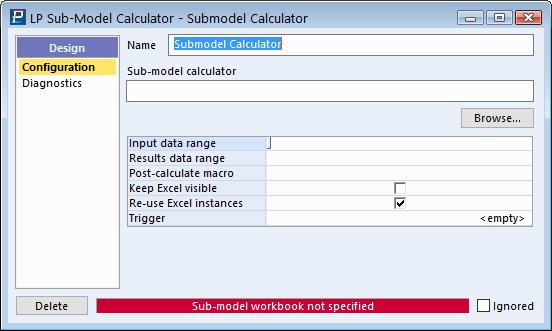 LP Sub-Model Calculator - Submodel Calculator
Design
Configuration
Diagnostics
Name
Submodel Calculator
Sub-model calculator
Browse...
Input data range
Results data range
Post-calculate macro
Keep Excel visible
Re-use Excel instances
Trigger <empty>
Delete
Sub-model workbook not specified
Ignored